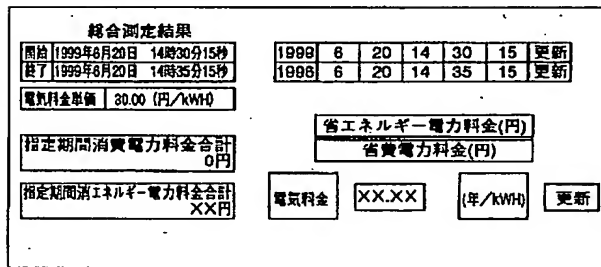 総合測定結果
開始 1999年6月20日 14時30分15秒
終了 1999年6月20日 14時35分15秒
1999 6 20 14 30 15 更新
1998 6 20 14 35 15 更新
電気料金単価 30.00 (円/kWH)
省エネルギー電力料金(円)
省費電力料金(円)
指定期間消費電力料金合計
0円
指定期間消エネルギー電力料金合計
XX円
電気料金 XX.XX (年/kWH) 更新